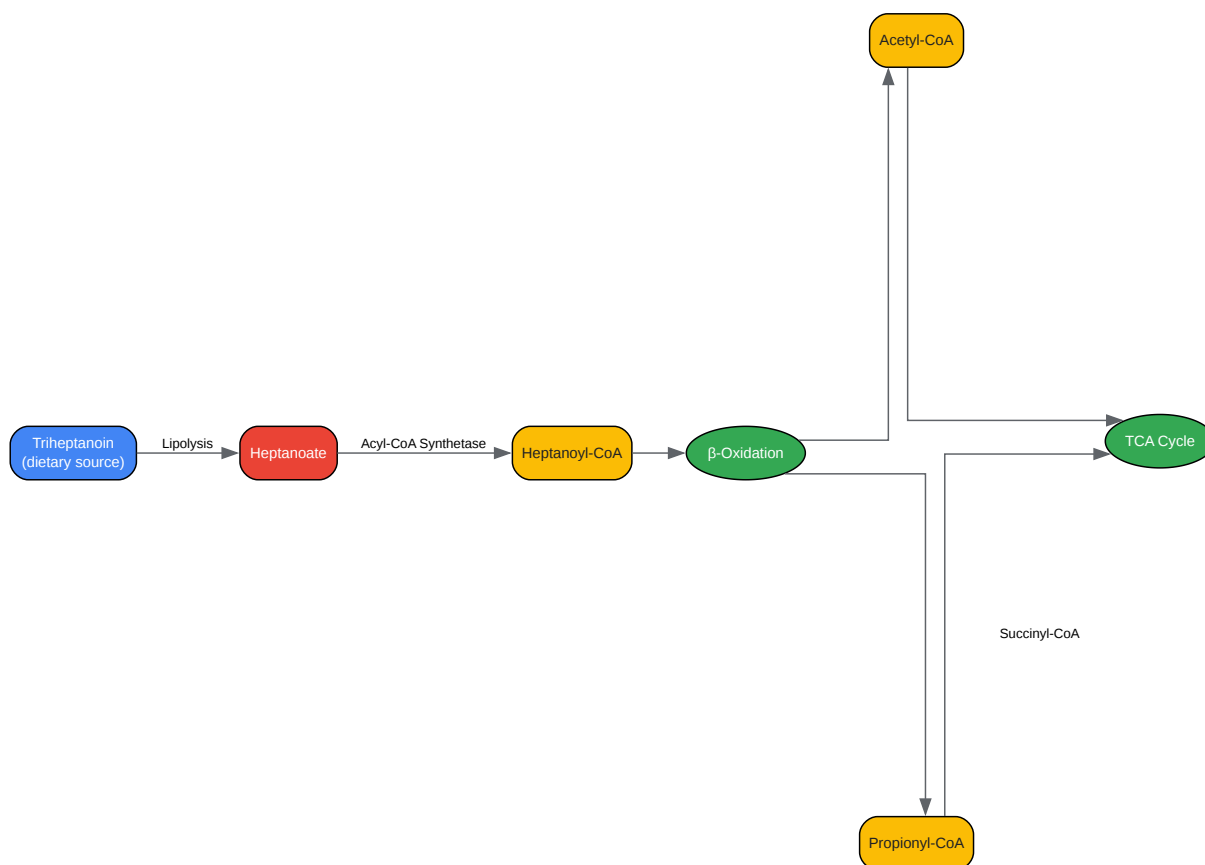 Acetyl-CoA
Triheptanoin
(dietary source)
Lipolysis
Heptanoate
Acyl-CoA Synthetase
Heptanoyl-CoA
β-Oxidation
TCA Cycle
Succinyl-CoA
Propionyl-CoA